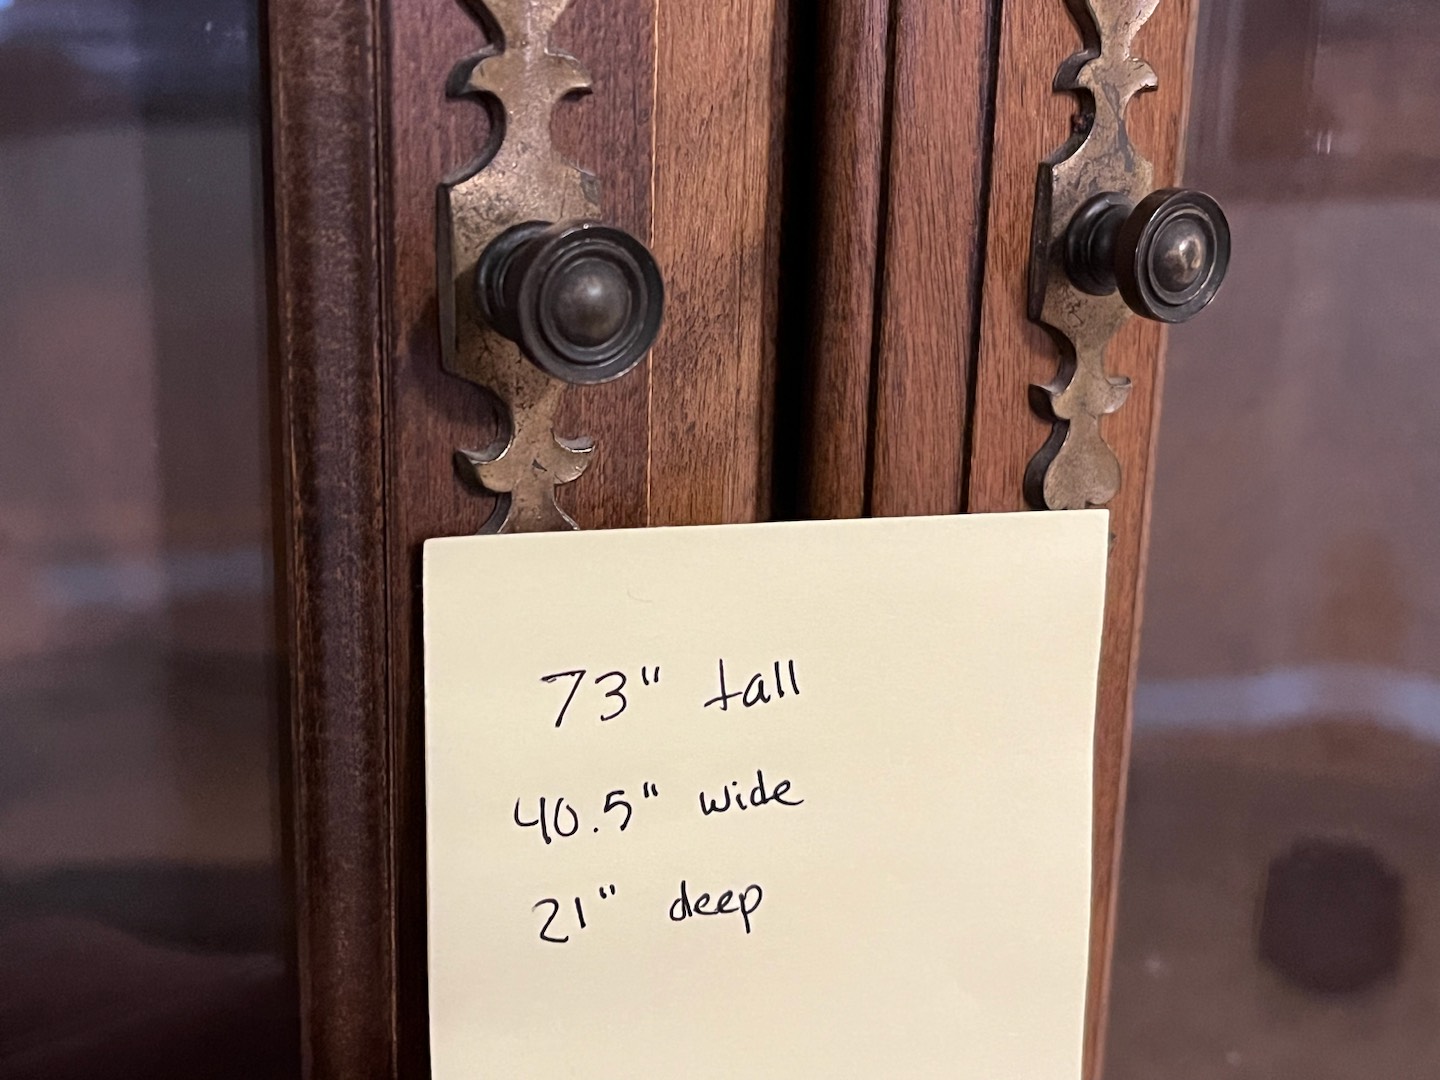 73" tall
40.5" wide
21" deep